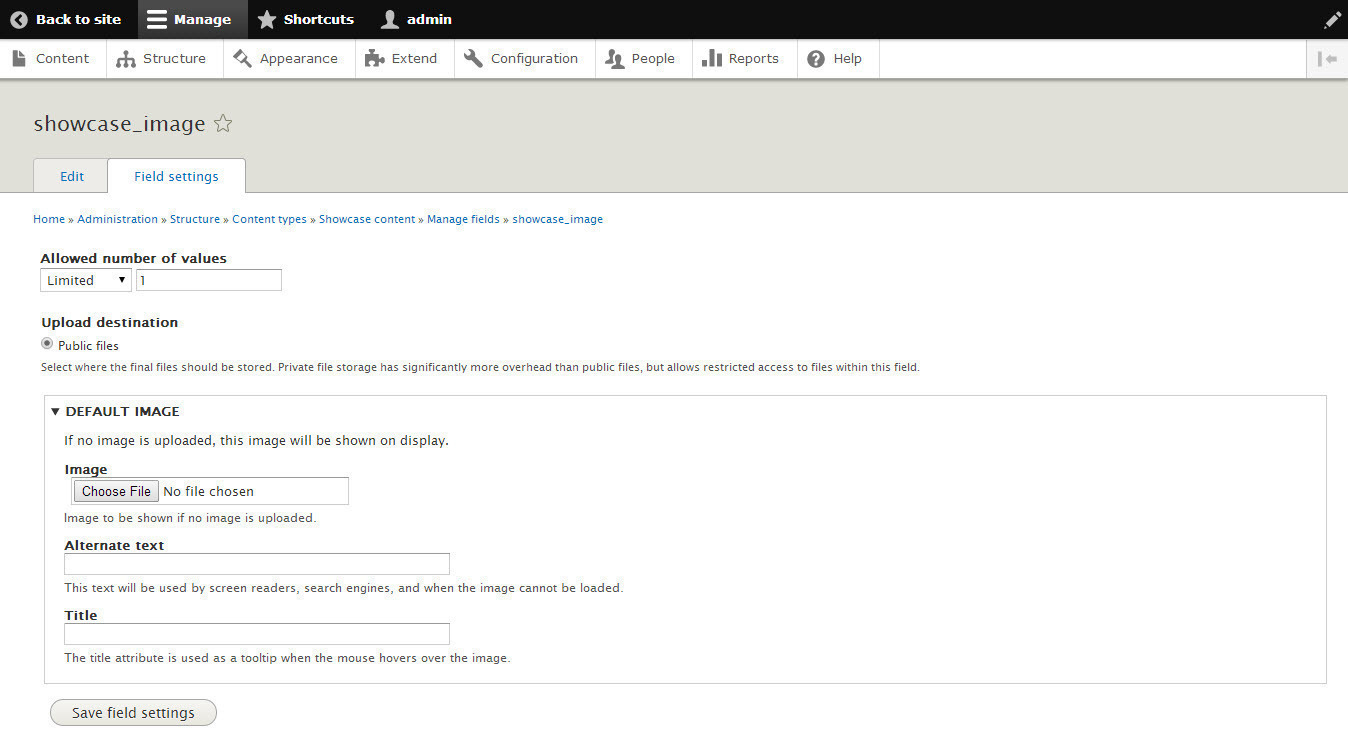 Back to site Manage Shortcuts admin
Content Structure Appearance Extend Configuration People Reports Help
showcase_image
Edit Field settings
Home » Administration » Structure » Content types » Showcase content » Manage fields » showcase_image
Allowed number of values
Limited 1
Upload destination
Public files
Select where the final files should be stored. Private file storage has significantly more overhead than public files, but allows restricted access to files within this field.
DEFAULT IMAGE
If no image is uploaded, this image will be shown on display.
Image
Choose File No file chosen
Image to be shown if no image is uploaded.
Alternate text
This text will be used by screen readers, search engines, and when the image cannot be loaded.
Title
The title attribute is used as a tooltip when the mouse hovers over the image.
Save field settings